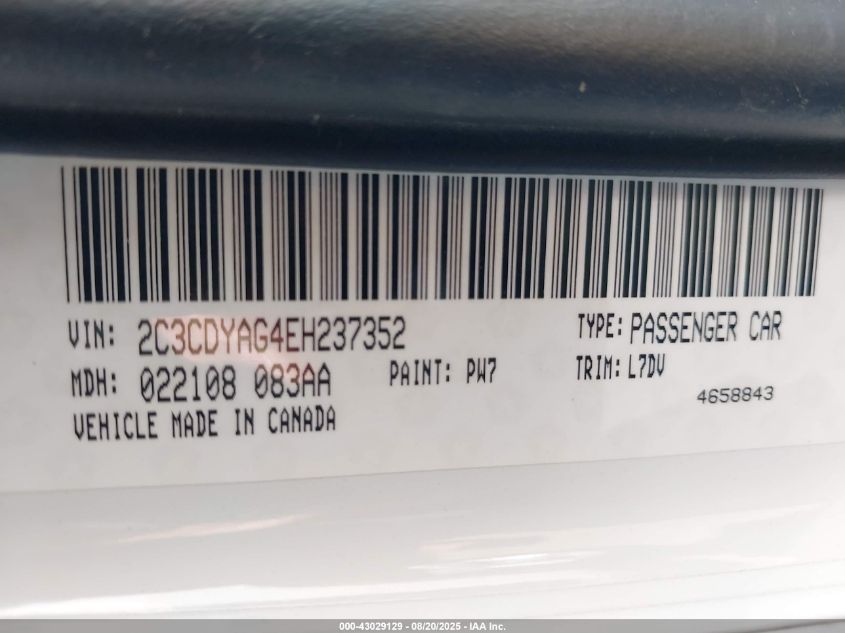 VIN: 2C3CDYAG4EH237352 TYPE: PASSENGER CAR
MDH: 022108 083AA PAINT: PW7 TRIM: L7DV
4658843
VEHICLE MADE IN CANADA
000-43029129 - 08/20/2025 - IAA Inc.